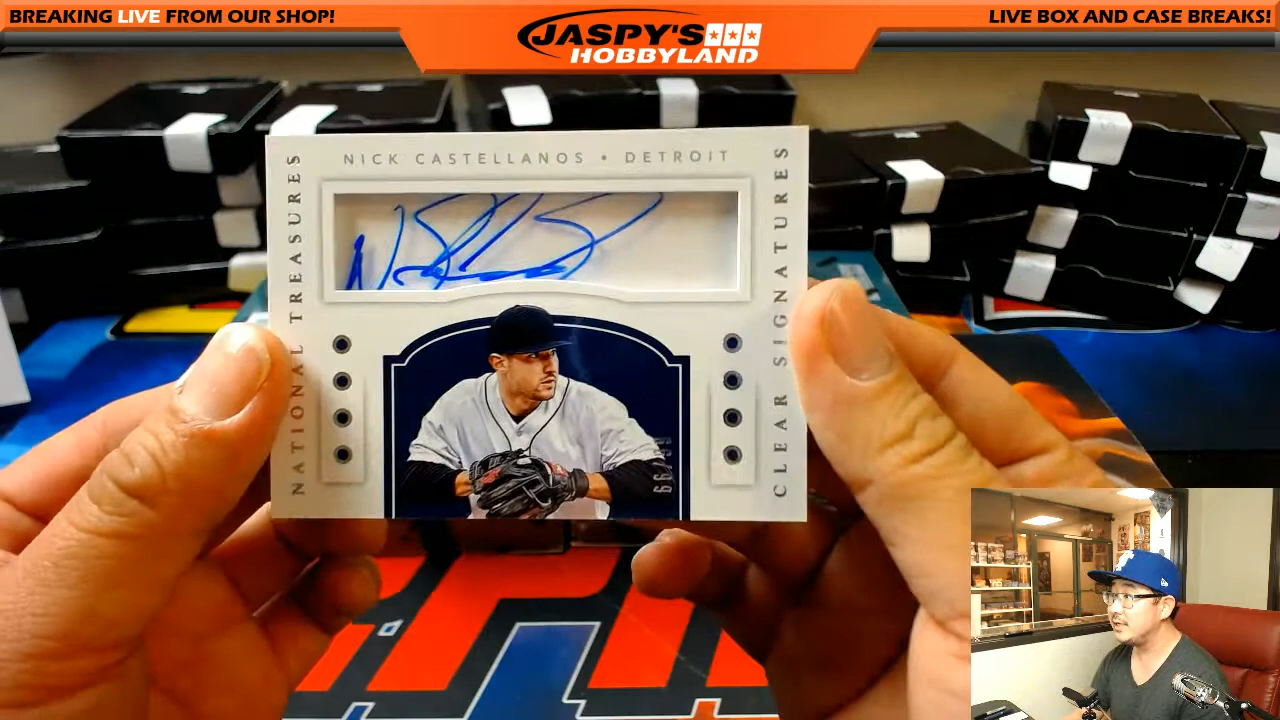 BREAKING LIVE FROM OUR SHOP!
JASPY'S
HOBBYLAND
LIVE BOX AND CASE BREAKS!
NICK CASTELLANOS • DETROIT
NATIONAL TREASURES
CLEAR SIGNATURES